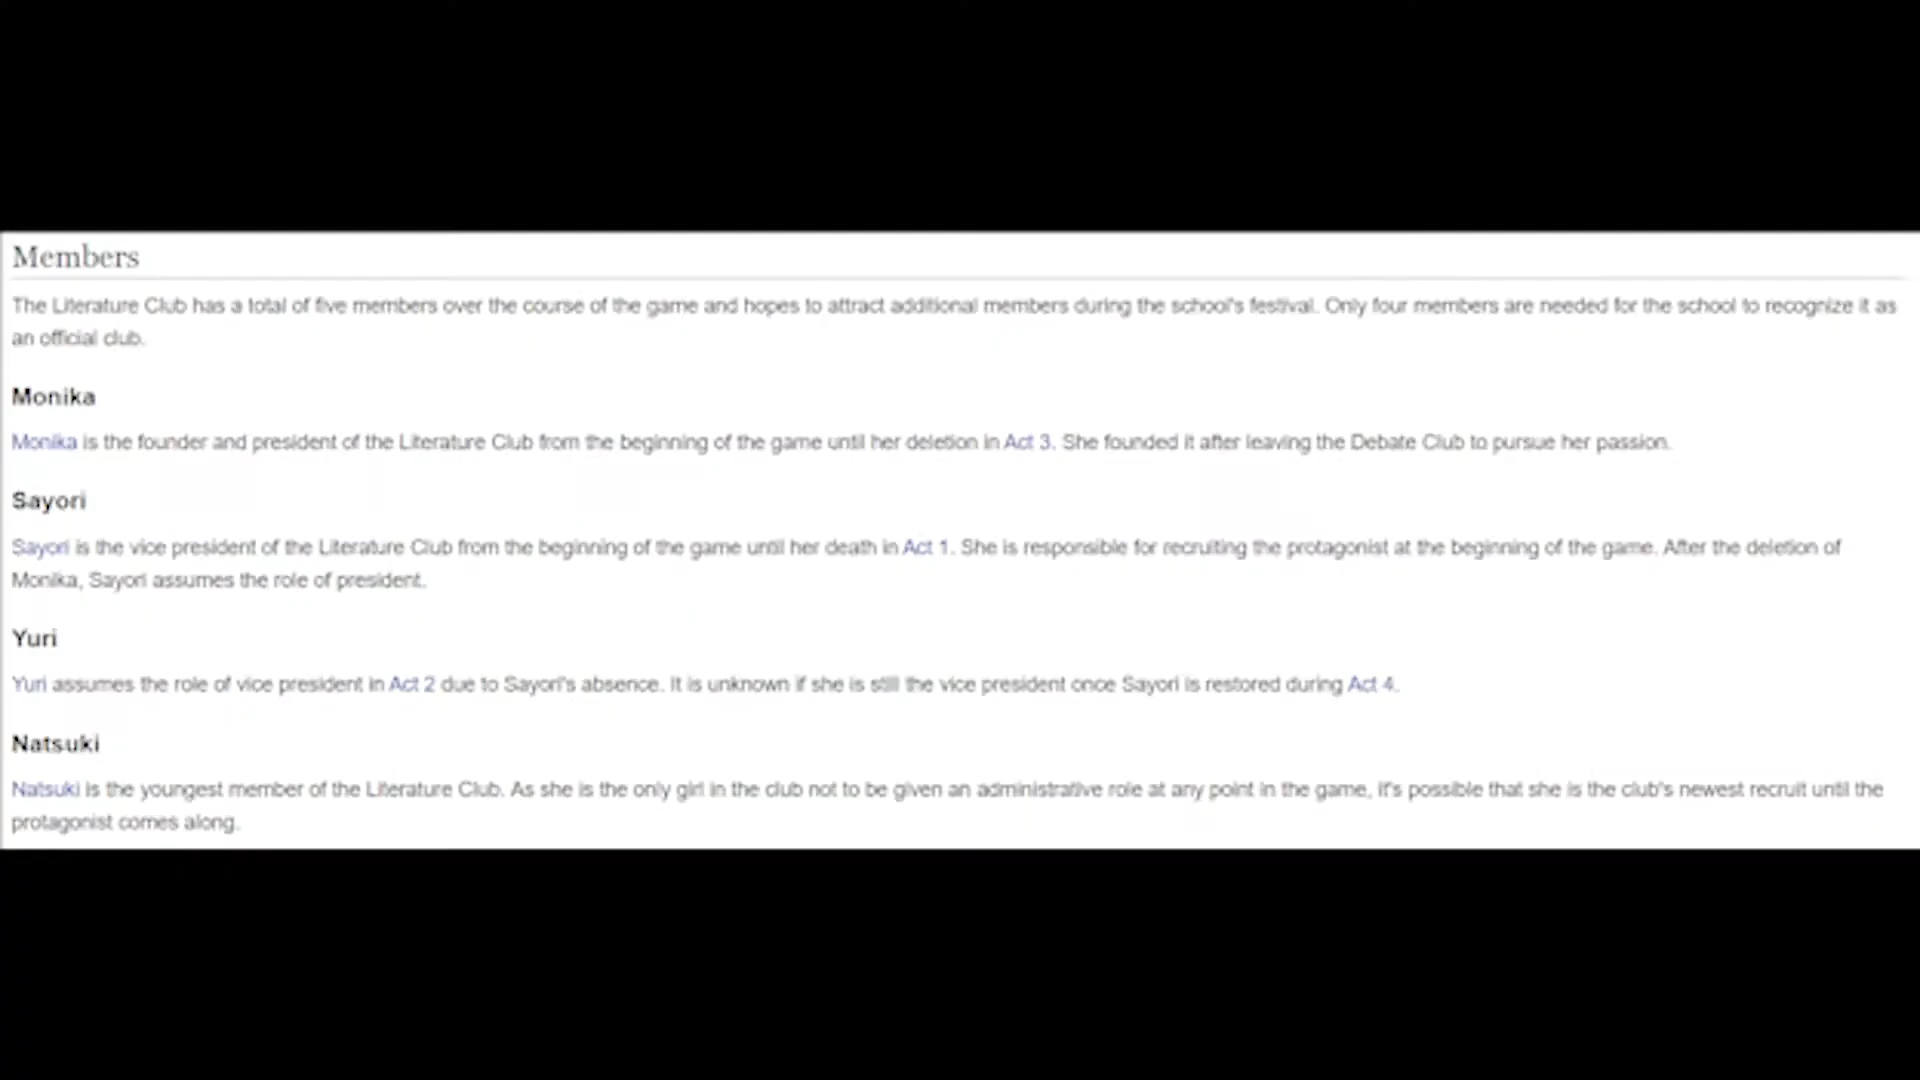 Members
The Literature Club has a total of five members over the course of the game and hopes to attract additional members during the school's festival. Only four members are needed for the school to recognize it as
an official club.
Monika
Monika is the founder and president of the Literature Club from the beginning of the game until her deletion in Act 3. She founded it after leaving the Debate Club to pursue her passion.
Sayori
Sayori is the vice president of the Literature Club from the beginning of the game until her death in Act 1. She is responsible for recruiting the protagonist at the beginning of the game. After the deletion of
Monika, Sayori assumes the role of president.
Yuri
Yuri assumes the role of vice president in Act 2 due to Sayori's absence. It is unknown if she is still the vice president once Sayori is restored during Act 4.
Natsuki
Natsuki is the youngest member of the Literature Club. As she is the only girl in the club not to be given an administrative role at any point in the game, it's possible that she is the club's newest recruit until the
protagonist comes along.